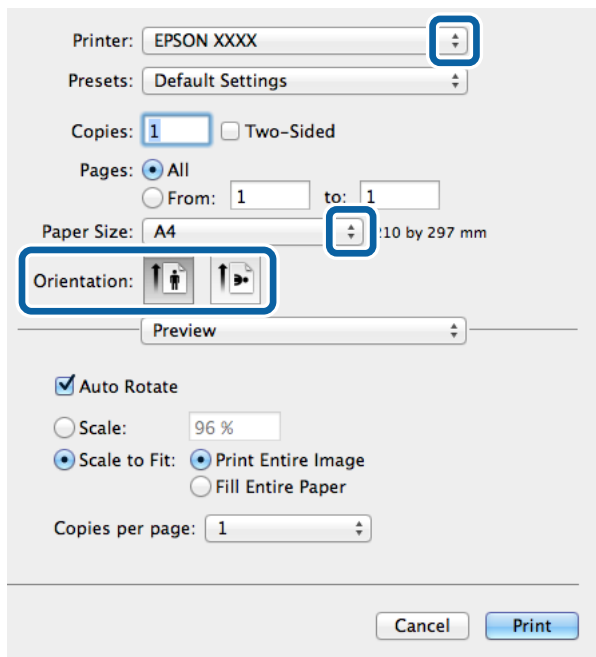 Printer: EPSON XXXX
Presets: Default Settings
Copies: 1 Two-Sided
Pages: All
From: 1 to: 1
Paper Size: A4 210 by 297 mm
Orientation:
Preview
Auto Rotate
Scale: 96 %
Scale to Fit: Print Entire Image
Fill Entire Paper
Copies per page: 1
Cancel Print